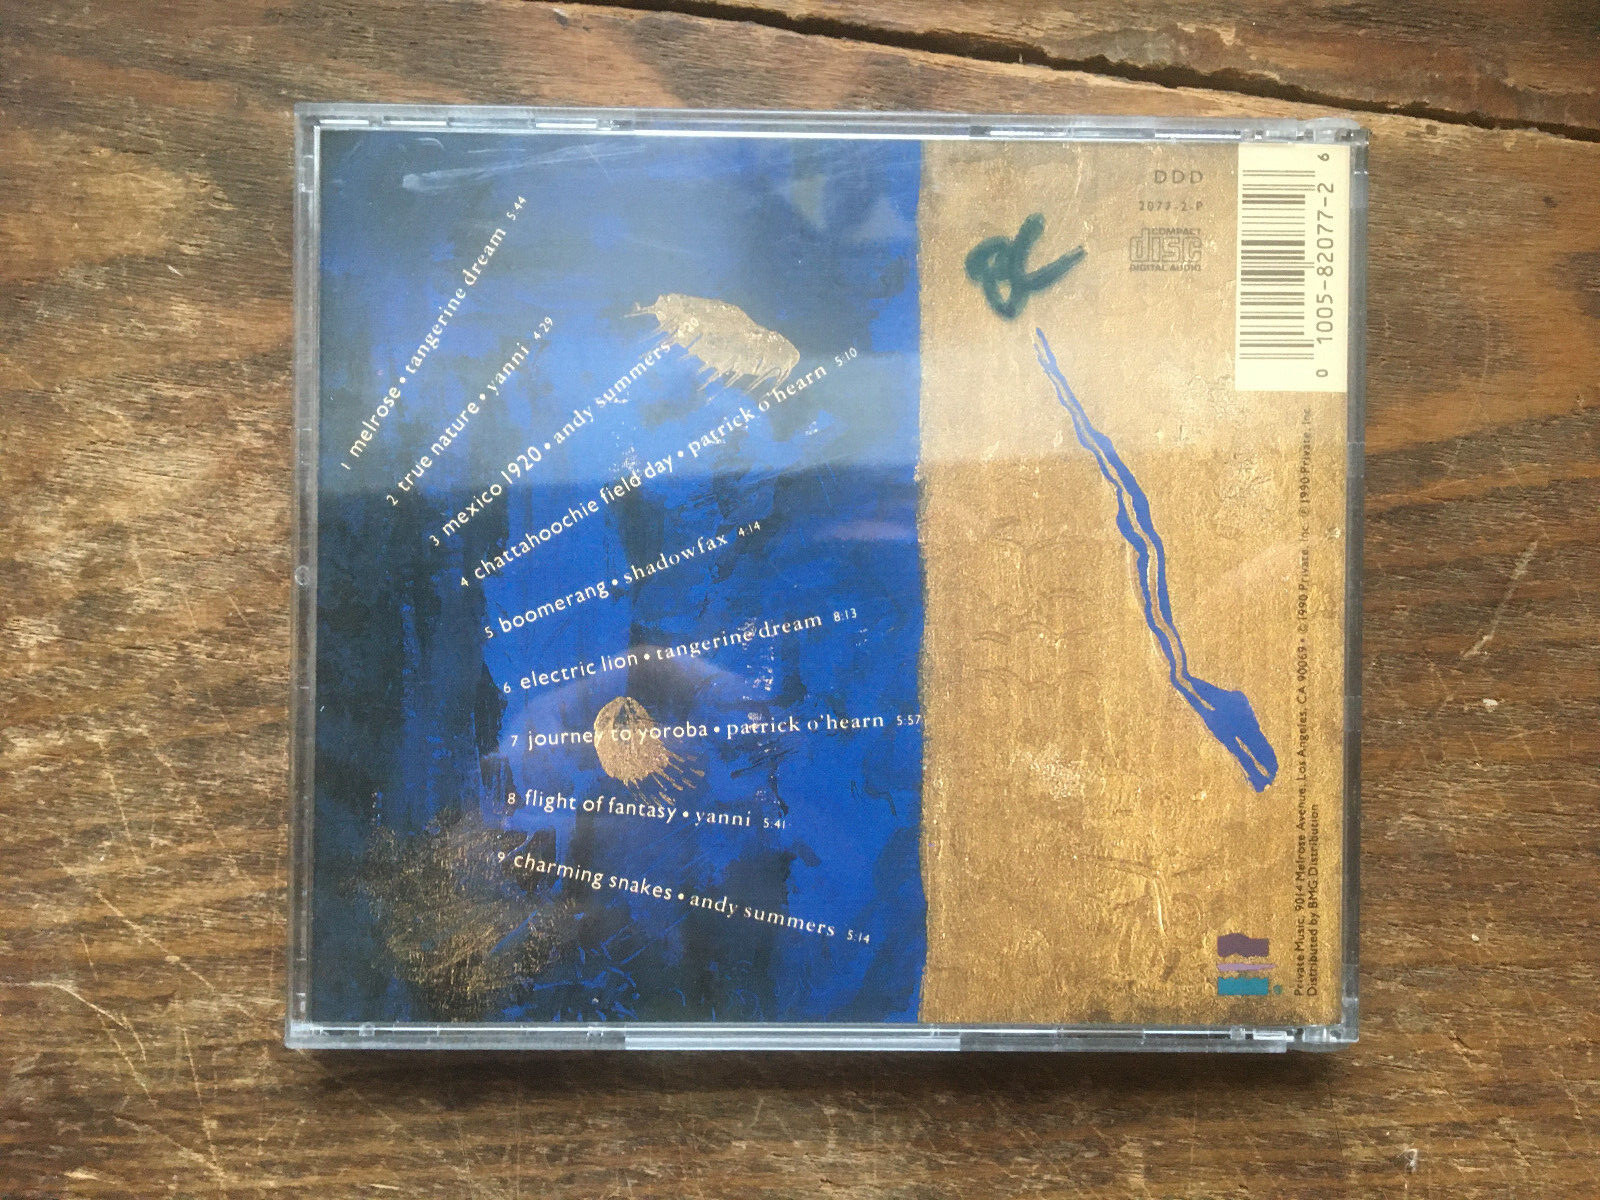 1 melrose • tangerine dream 5:44
2 true nature • yanni 4:29
3 mexico 1920 • andy summers 4:20
4 chattahoochie field day • patrick o'hearn 5:10
5 boomerang • shadowfax 4:14
6 electric lion • tangerine dream 8:13
7 journey to yoroba • patrick o'hearn 5:57
8 flight of fantasy • yanni 5:41
9 charming snakes • andy summers 5:14
DDD
2077-2-P
COMPACT
disc
DIGITAL AUDIO
0 1005-82077-2 6
Private Music, 9014 Melrose Avenue, Los Angeles, CA 90069 • © 1990 Private, Inc. ℗ 1990 Private, Inc.
Distributed by BMG Distribution